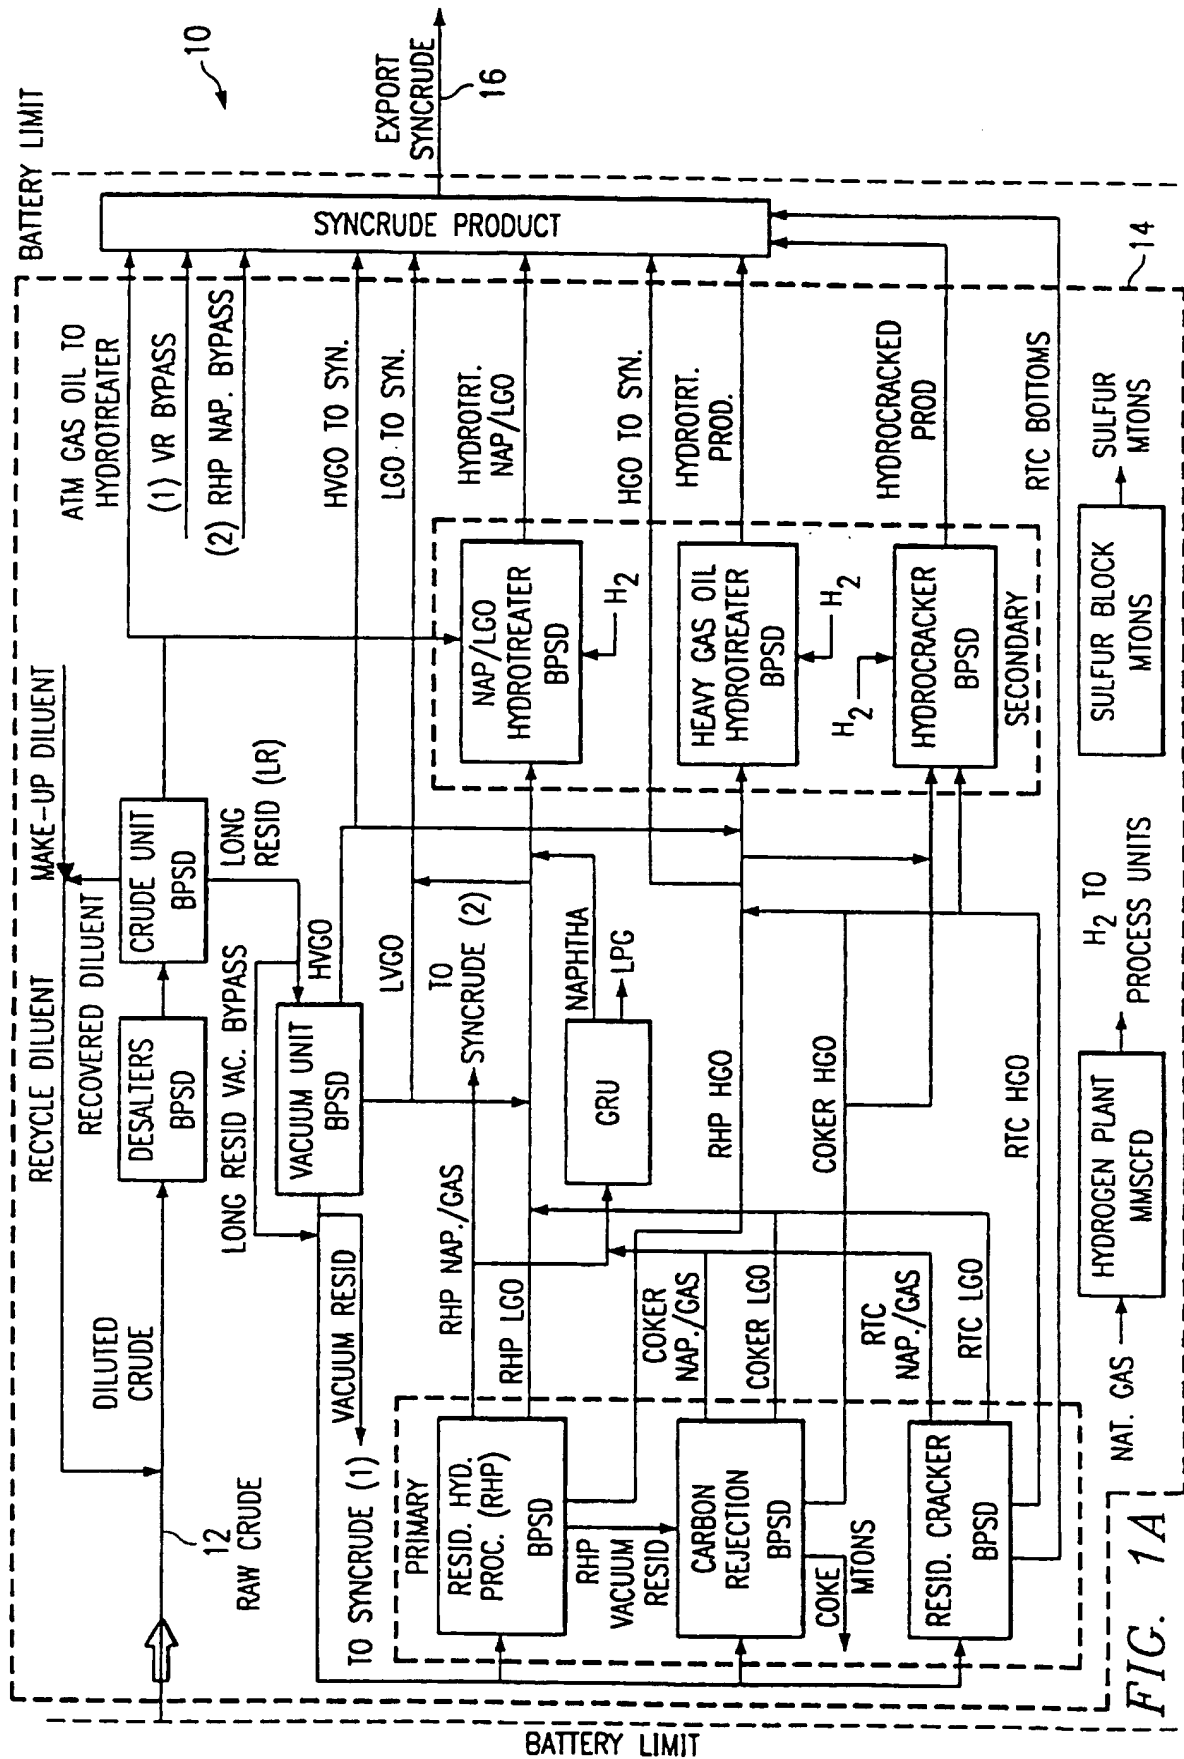 BATTERY LIMIT
10
EXPORT
SYNCRUDE
16
SYNCRUDE PRODUCT
14
RECYCLE DILUENT
MAKE-UP DILUENT
RECOVERED DILUENT
DILUTED
CRUDE
12
RAW CRUDE
DESALTERS
BPSD
CRUDE UNIT
BPSD
LONG
RESID (LR)
LONG RESID VAC. BYPASS
HVGO
VACUUM UNIT
BPSD
LVGO
VACUUM RESID
TO SYNCRUDE (1)
ATM GAS OIL TO
HYDROTREATER
(1) VR BYPASS
(2) RHP NAP. BYPASS
HVGO TO SYN.
LGO TO SYN.
HYDROTRT.
NAP/LGO
HGO TO SYN.
HYDROTRT.
PROD.
HYDROCRACKED
PROD
RTC BOTTOMS
PRIMARY
RESID. HYD.
PROC. (RHP)
BPSD
RHP
VACUUM
RESID
CARBON
REJECTION
BPSD
COKE
MTONS
RESID. CRACKER
BPSD
RHP NAP./GAS
TO
SYNCRUDE (2)
RHP LGO
COKER
NAP./GAS
COKER LGO
RTC
NAP./GAS
RTC LGO
GRU
NAPHTHA
LPG
RHP HGO
COKER HGO
RTC HGO
NAP/LGO
HYDROTREATER
BPSD
H2
HEAVY GAS OIL
HYDROTREATER
BPSD
H2
H2
HYDROCRACKER
BPSD
SECONDARY
NAT. GAS
HYDROGEN PLANT
MMSCFD
H2 TO
PROCESS UNITS
SULFUR BLOCK
MTONS
SULFUR
MTONS
BATTERY LIMIT
FIG. 1A